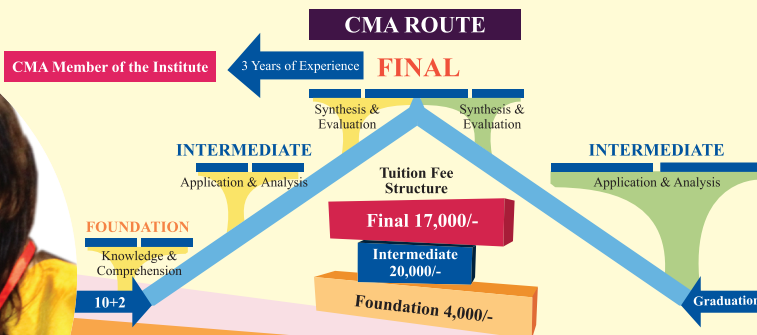 CMA ROUTE
CMA Member of the Institute
3 Years of Experience
FINAL
Synthesis &
Evaluation
Synthesis &
Evaluation
INTERMEDIATE
Application & Analysis
INTERMEDIATE
Application & Analysis
Tuition Fee
Structure
Final 17,000/-
Intermediate
20,000/-
Foundation 4,000/-
FOUNDATION
Knowledge &
Comprehension
10+2
Graduation